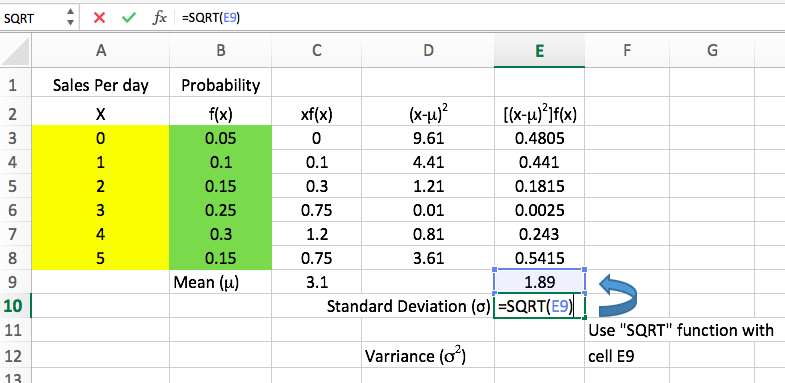 SQRT fx =SQRT(E9)
A B C D E F G
1 Sales Per day Probability
2 X f(x) xf(x) (x-μ)² [(x-μ)²]f(x)
3 0 0.05 0 9.61 0.4805
4 1 0.1 0.1 4.41 0.441
5 2 0.15 0.3 1.21 0.1815
6 3 0.25 0.75 0.01 0.0025
7 4 0.3 1.2 0.81 0.243
8 5 0.15 0.75 3.61 0.5415
9 Mean (μ) 3.1 1.89
10 Standard Deviation (σ) =SQRT(E9)
11 Use "SQRT" function with
12 Varriance (σ²) cell E9
13